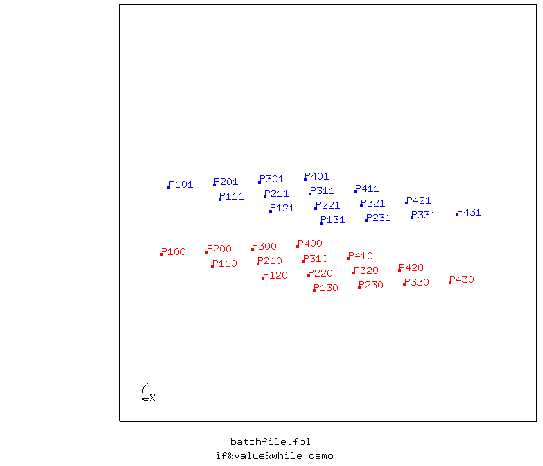 P401
P301
P201
P101
P411
P311
P211
P111
P421
P321
P221
P121
P431
P331
P231
P131
P400
P300
P200
P100
P410
P310
P210
P110
P420
P320
P220
P120
P430
P330
P230
P130
X
batchfile.fbl
if&value&while demo